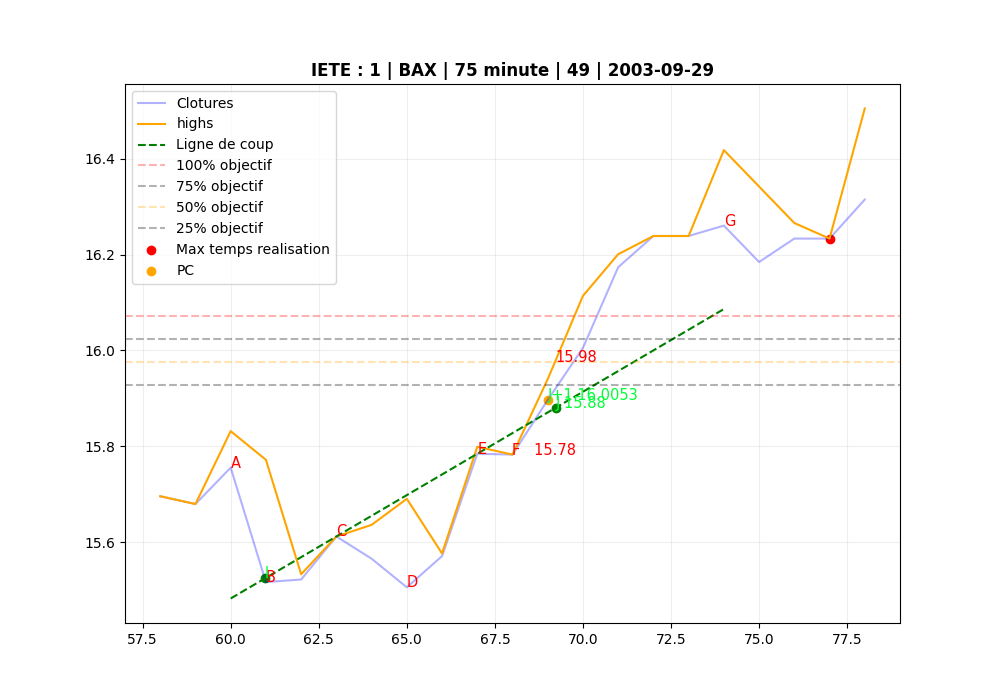 IETE : 1 | BAX | 75 minute | 49 | 2003-09-29
Clotures
highs
Ligne de coup
100% objectif
75% objectif
50% objectif
25% objectif
Max temps realisation
PC
16.4
16.2
16.0
15.8
15.6
57.5 60.0 62.5 65.0 67.5 70.0 72.5 75.0 77.5
A
B
C
D
E
F 15.78
G
15.98
15.88